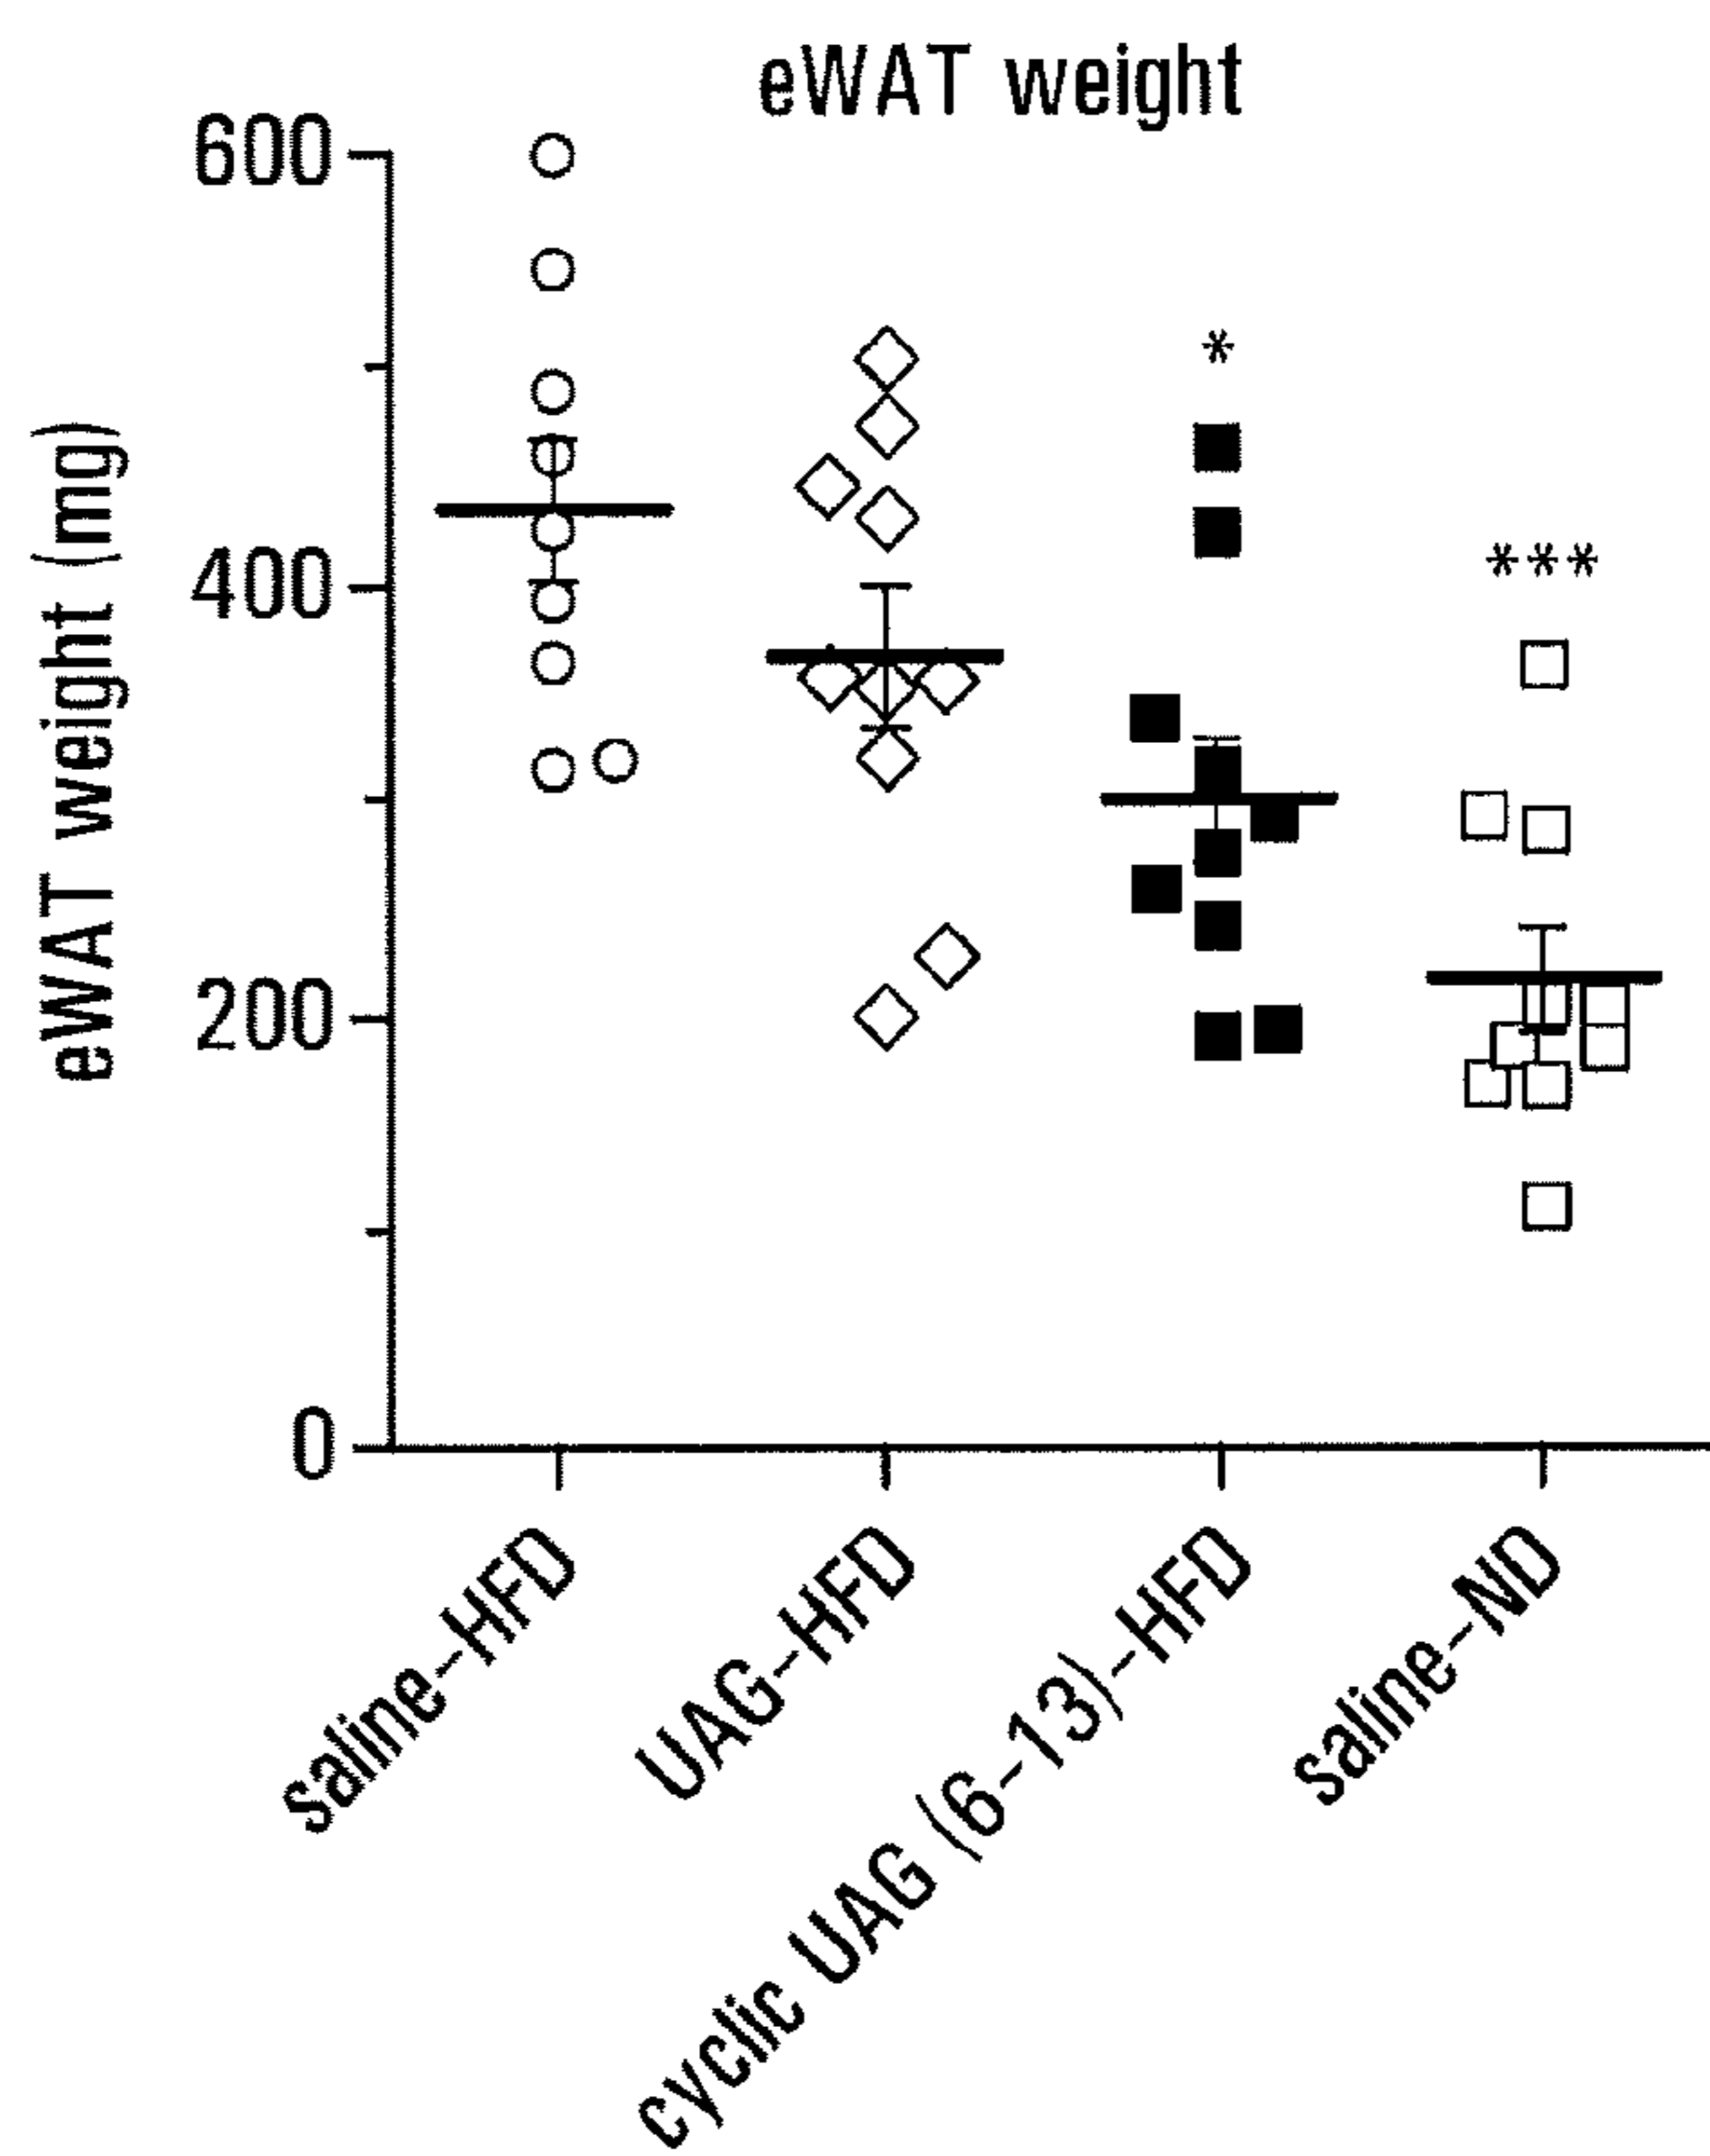 eWAT weight
eWAT weight (mg)
600
400
200
0
*
***
saline-HFD
UAG-HFD
cyclic UAG (6-13)-HFD
saline-ND